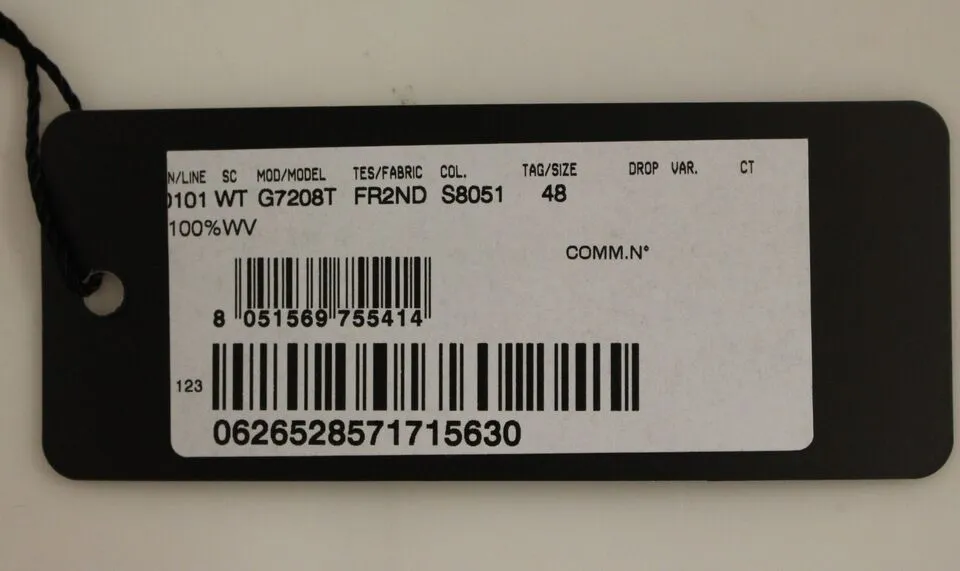 N/LINE SC MOD/MODEL TES/FABRIC COL. TAG/SIZE DROP VAR. CT
0101 WT G7208T FR2ND S8051 48
100%WV
COMM.N°
8 051569 755414
123
0626528571715630